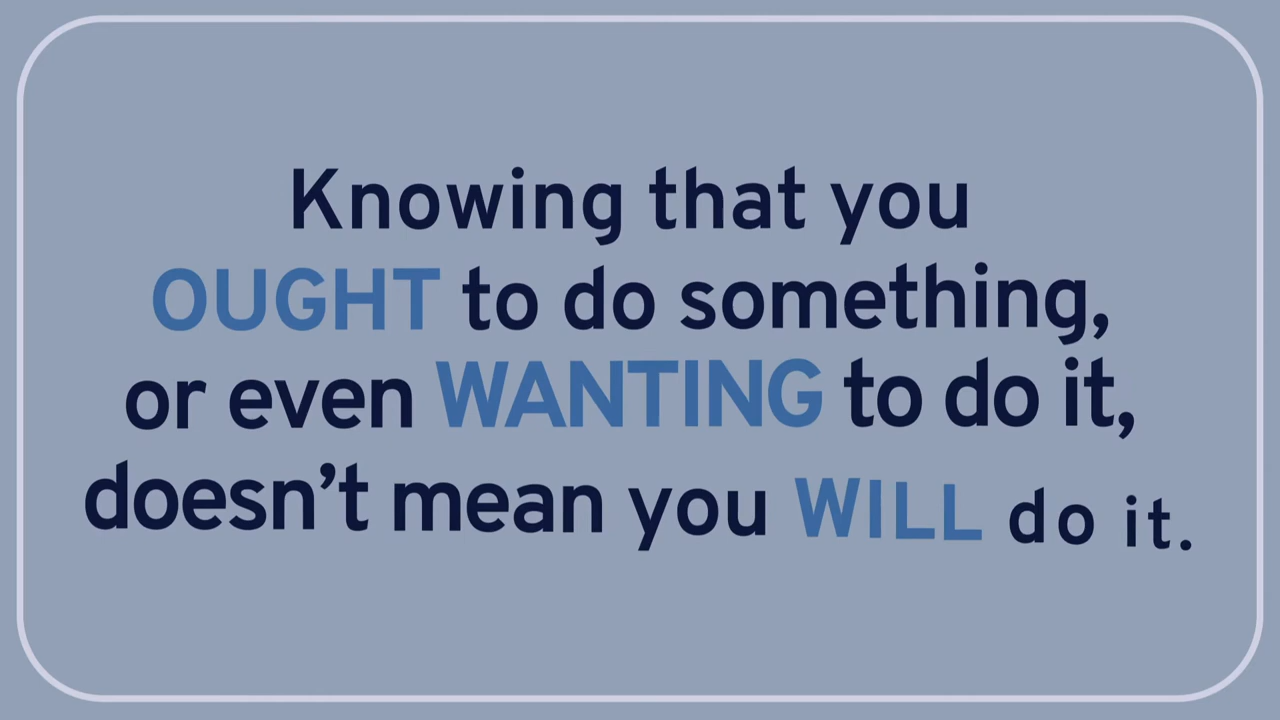 Knowing that you
OUGHT to do something,
or even WANTING to do it,
doesn’t mean you WILL do it.